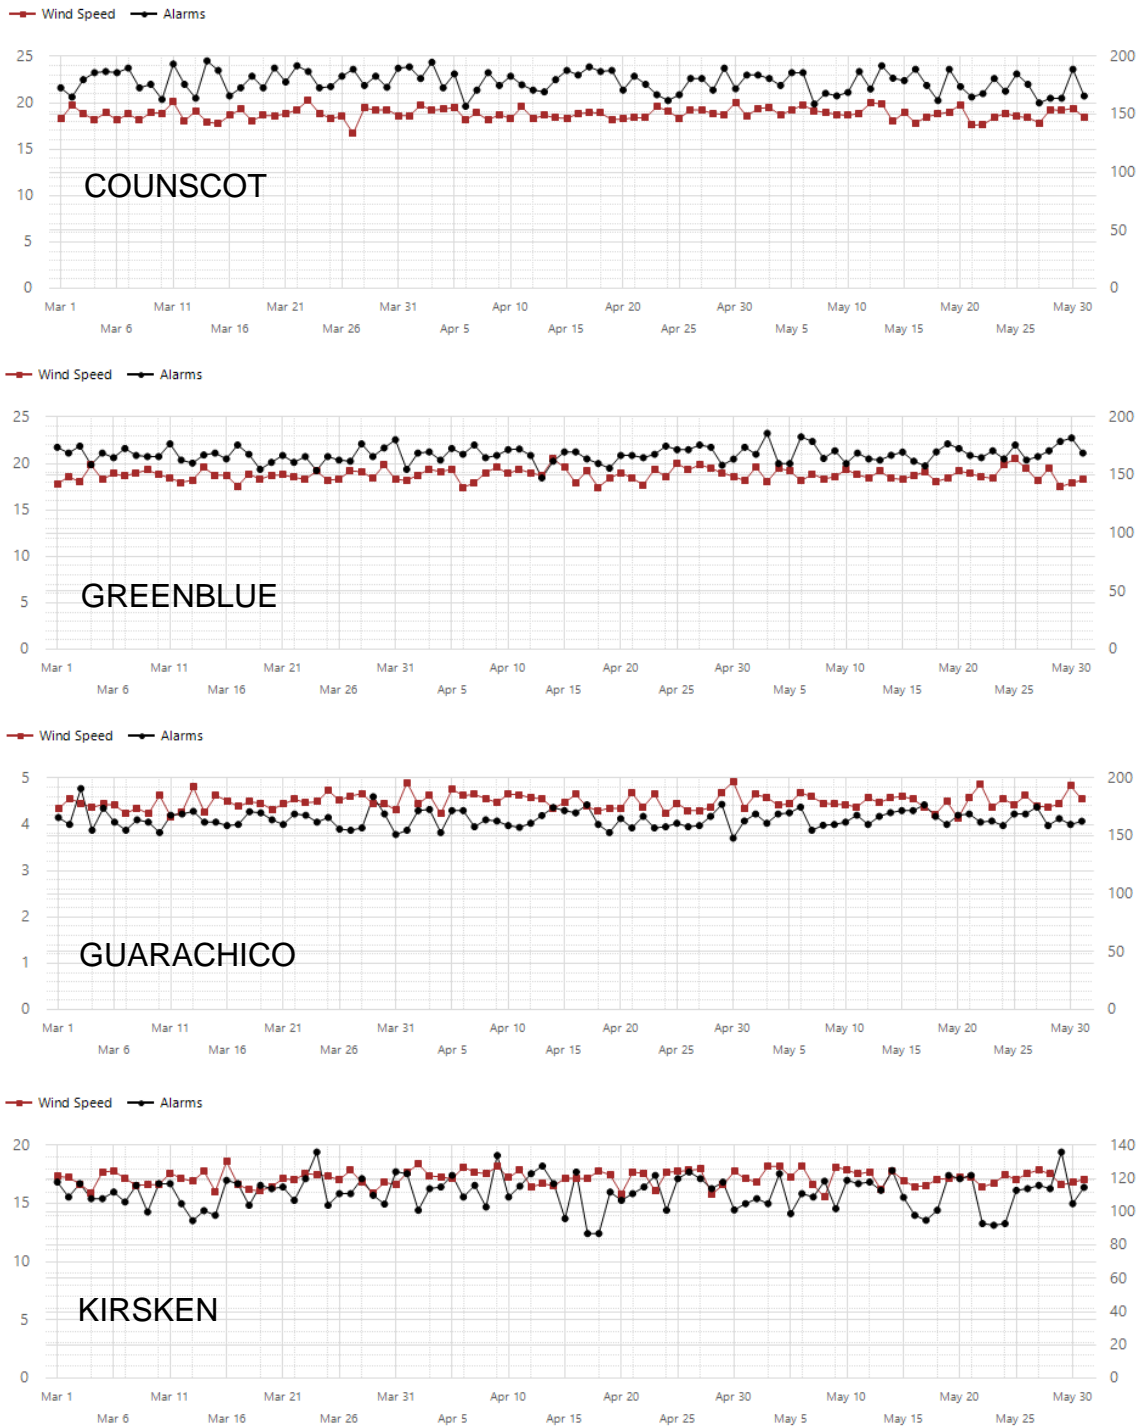 Wind Speed Alarms
25 200
20 150
15
COUNSCOT
100
10
5 50
0 0
Mar 1 Mar 11 Mar 21 Mar 31 Apr 10 Apr 20 Apr 30 May 10 May 20 May 30
Mar 6 Mar 16 Mar 26 Apr 5 Apr 15 Apr 25 May 5 May 15 May 25
Wind Speed Alarms
25 200
20 150
15
100
10
GREENBLUE
5 50
0 0
Mar 1 Mar 11 Mar 21 Mar 31 Apr 10 Apr 20 Apr 30 May 10 May 20 May 30
Mar 6 Mar 16 Mar 26 Apr 5 Apr 15 Apr 25 May 5 May 15 May 25
Wind Speed Alarms
5 200
4 150
3
100
2
GUARACHICO
50
1
0 0
Mar 1 Mar 11 Mar 21 Mar 31 Apr 10 Apr 20 Apr 30 May 10 May 20 May 30
Mar 6 Mar 16 Mar 26 Apr 5 Apr 15 Apr 25 May 5 May 15 May 25
Wind Speed Alarms
20 140
120
15 100
80
10
60
KIRSKEN
40
5
20
0 0
Mar 1 Mar 11 Mar 21 Mar 31 Apr 10 Apr 20 Apr 30 May 10 May 20 May 30
Mar 6 Mar 16 Mar 26 Apr 5 Apr 15 Apr 25 May 5 May 15 May 25